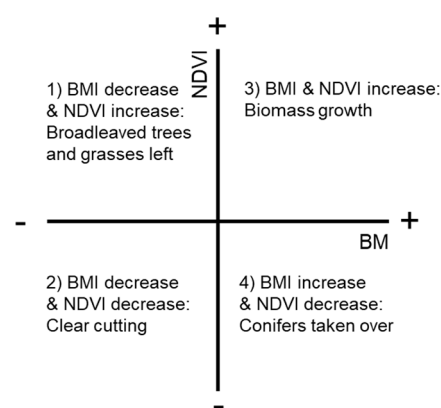 +
NDVI
1) BMI decrease
& NDVI increase:
Broadleaved trees
and grasses left
3) BMI & NDVI increase:
Biomass growth
-
+
BM
2) BMI decrease
& NDVI decrease:
Clear cutting
4) BMI increase
& NDVI decrease:
Conifers taken over
-